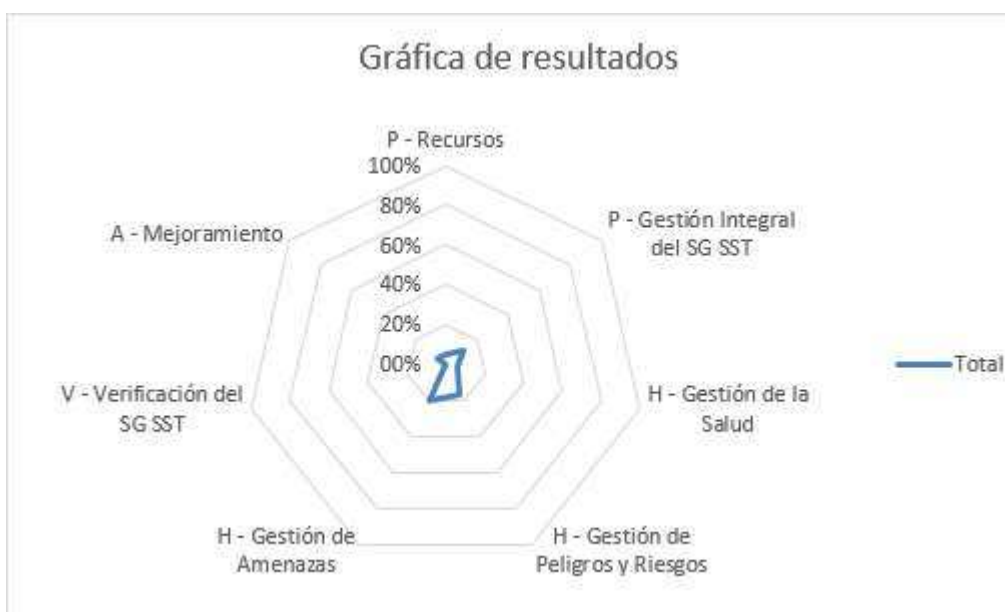 Gráfica de resultados
P - Recursos
100%
80%
60%
40%
20%
00%
P - Gestión Integral
del SG SST
H - Gestión de la
Salud
H - Gestión de
Peligros y Riesgos
H - Gestión de
Amenazas
V - Verificación del
SG SST
A - Mejoramiento
Total